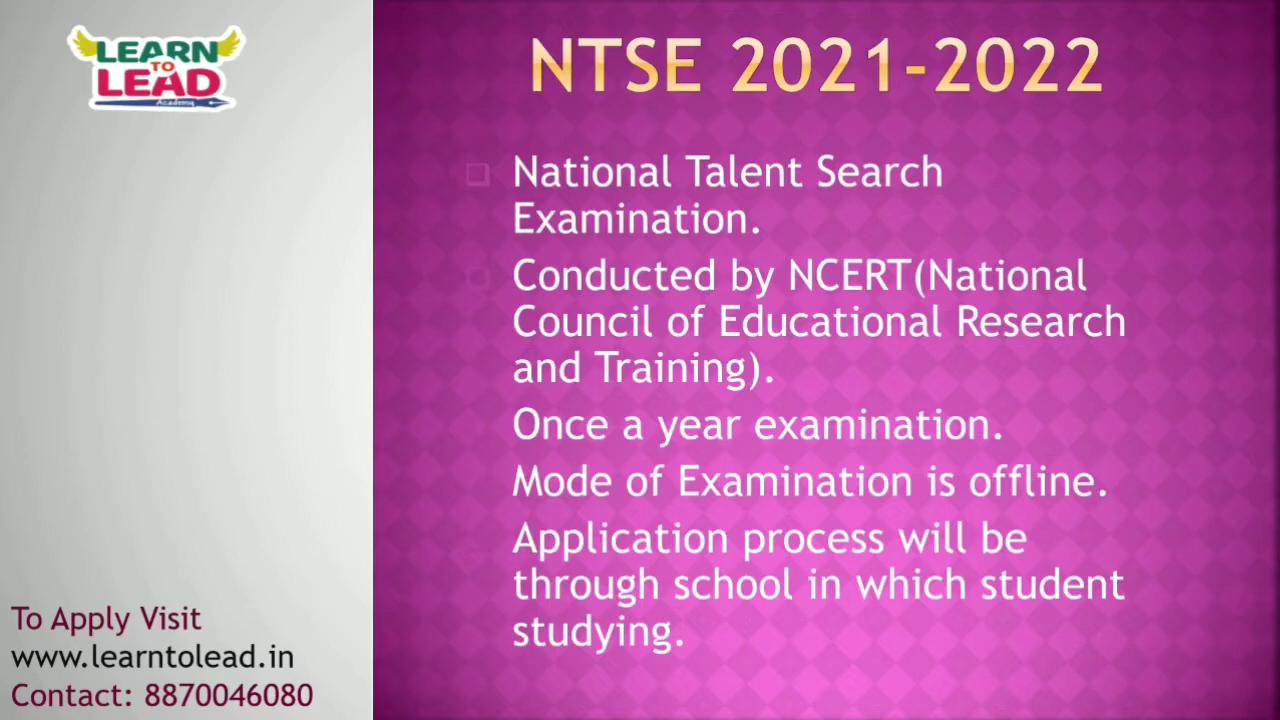 LEARN
TO
LEAD
Academy
NTSE 2021-2022
National Talent Search
Examination.
Conducted by NCERT(National
Council of Educational Research
and Training).
Once a year examination.
Mode of Examination is offline.
Application process will be
through school in which student
studying.
To Apply Visit
www.learntolead.in
Contact: 8870046080